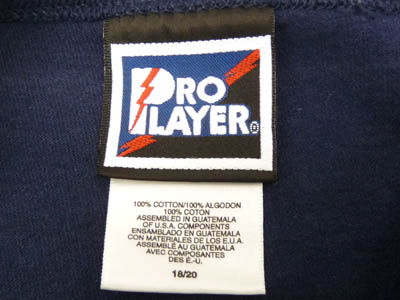 PRO
PLAYER®
100% COTTON/100% ALGODON
100% COTON
ASSEMBLED IN GUATEMALA
OF U.S.A. COMPONENTS
ENSAMBLADO EN GUATEMALA
CON MATERIALES DE LOS E.U.A.
ASSEMBLÉ AU GUATEMALA
AVEC COMPOSANTES
DES É.-U.
18/20